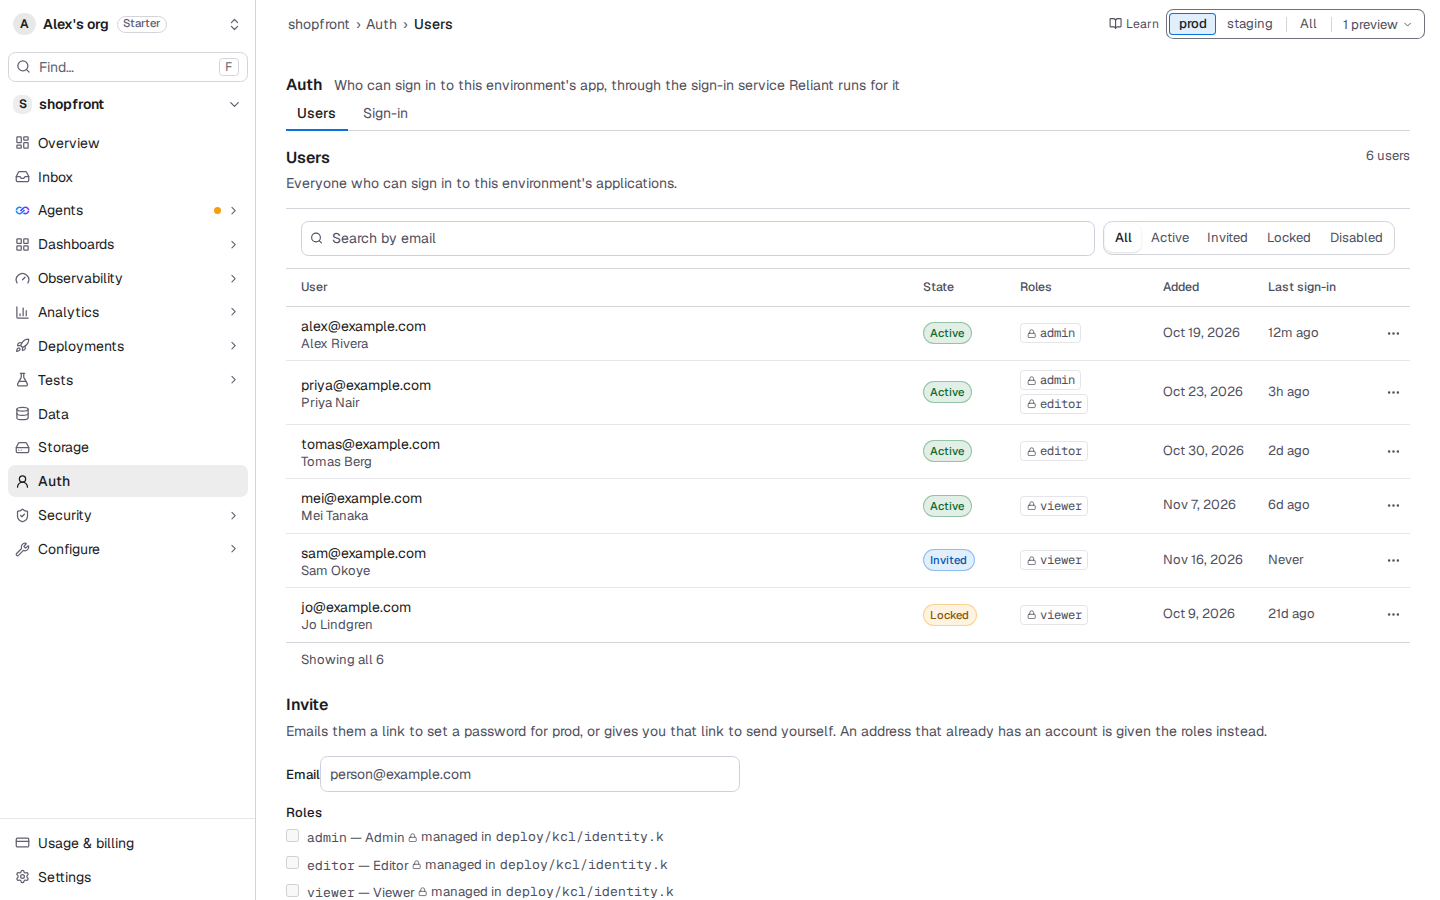 A Alex's org Starter
Find... F
S shopfront
Overview
Inbox
Agents
Dashboards
Observability
Analytics
Deployments
Tests
Data
Storage
Auth
Security
Configure
Usage & billing
Settings
shopfront › Auth › Users
Learn prod staging All 1 preview
Auth Who can sign in to this environment's app, through the sign-in service Reliant runs for it
Users Sign-in
Users 6 users
Everyone who can sign in to this environment's applications.
Search by email All Active Invited Locked Disabled
User State Roles Added Last sign-in
alex@example.com Active admin Oct 19, 2026 12m ago ...
Alex Rivera
priya@example.com Active admin editor Oct 23, 2026 3h ago ...
Priya Nair
tomas@example.com Active editor Oct 30, 2026 2d ago ...
Tomas Berg
mei@example.com Active viewer Nov 7, 2026 6d ago ...
Mei Tanaka
sam@example.com Invited viewer Nov 16, 2026 Never ...
Sam Okoye
jo@example.com Locked viewer Oct 9, 2026 21d ago ...
Jo Lindgren
Showing all 6
Invite
Emails them a link to set a password for prod, or gives you that link to send yourself. An address that already has an account is given the roles instead.
Email person@example.com
Roles
admin — Admin managed in deploy/kcl/identity.k
editor — Editor managed in deploy/kcl/identity.k
viewer — Viewer managed in deploy/kcl/identity.k